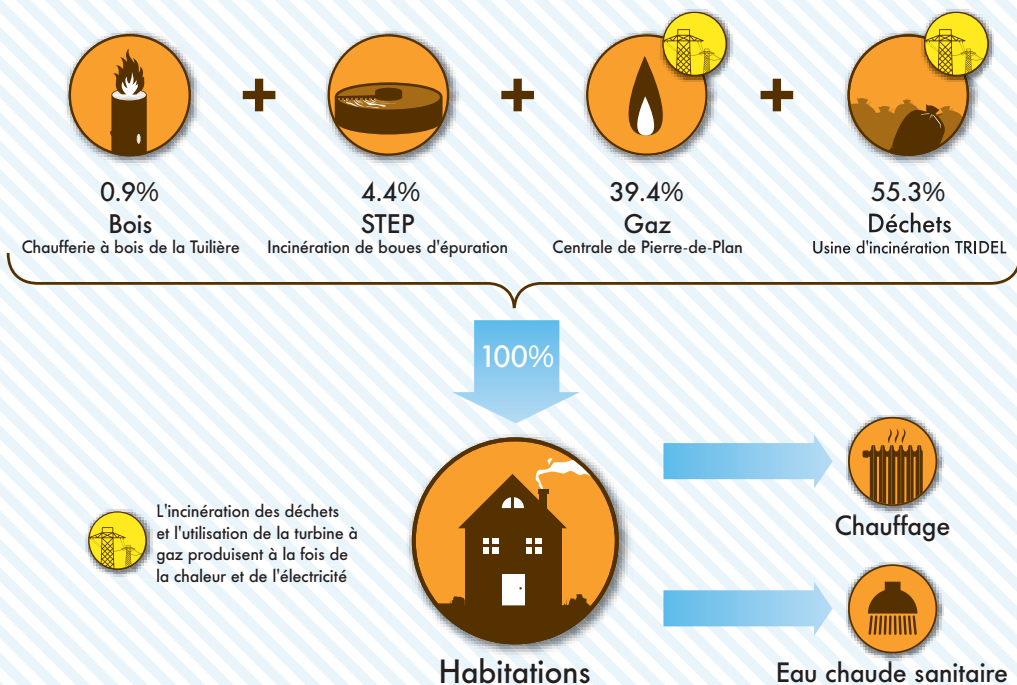 0.9%
Bois
Chaufferie à bois de la Tuilière
4.4%
STEP
Incinération de boues d'épuration
39.4%
Gaz
Centrale de Pierre-de-Plan
55.3%
Déchets
Usine d'incinération TRIDEL
100%
L'incinération des déchets
et l'utilisation de la turbine à
gaz produisent à la fois de
la chaleur et de l'électricité
Habitations
Chauffage
Eau chaude sanitaire